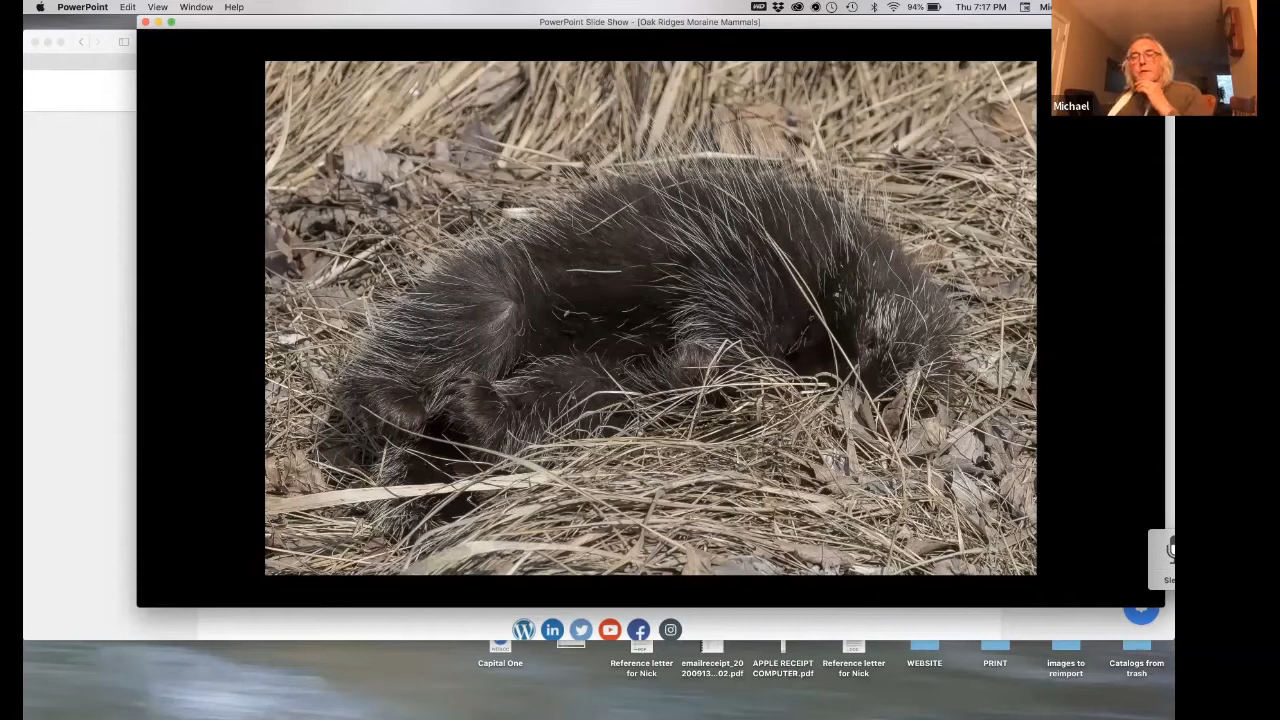 PowerPoint Edit View Window Help
94% Thu 7:17 PM
PowerPoint Slide Show - [Oak Ridges Moraine Mammals]
Michael
Capital One
Reference letter
for Nick
emailreceipt_20
200913...02.pdf
APPLE RECEIPT
COMPUTER.pdf
Reference letter
for Nick
WEBSITE
PRINT
images to
reimport
Catalogs from
trash